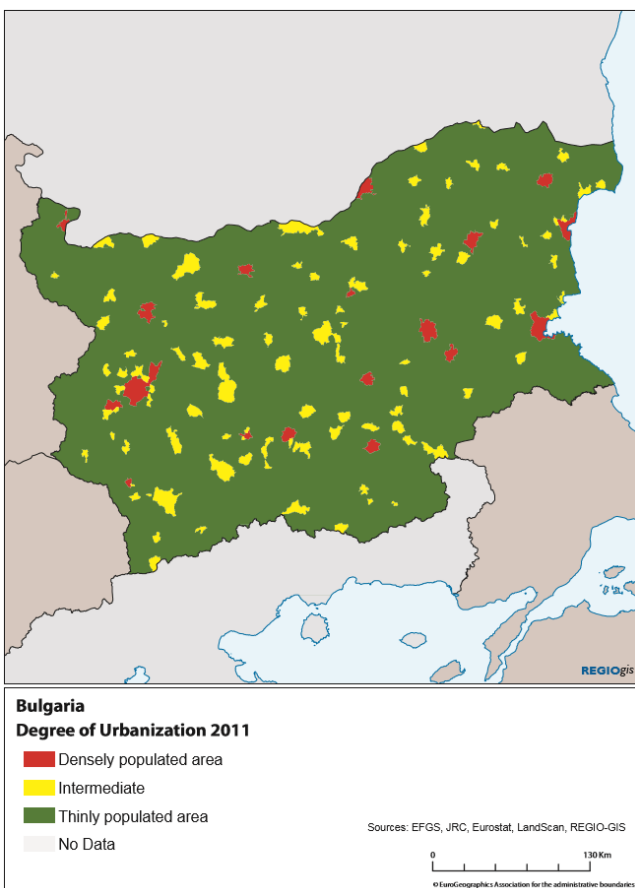 REGIOgis
Bulgaria
Degree of Urbanization 2011
Densely populated area
Intermediate
Thinly populated area
No Data
Sources: EFGS, JRC, Eurostat, LandScan, REGIO-GIS
0 130 Km
© EuroGeographics Association for the administrative boundaries